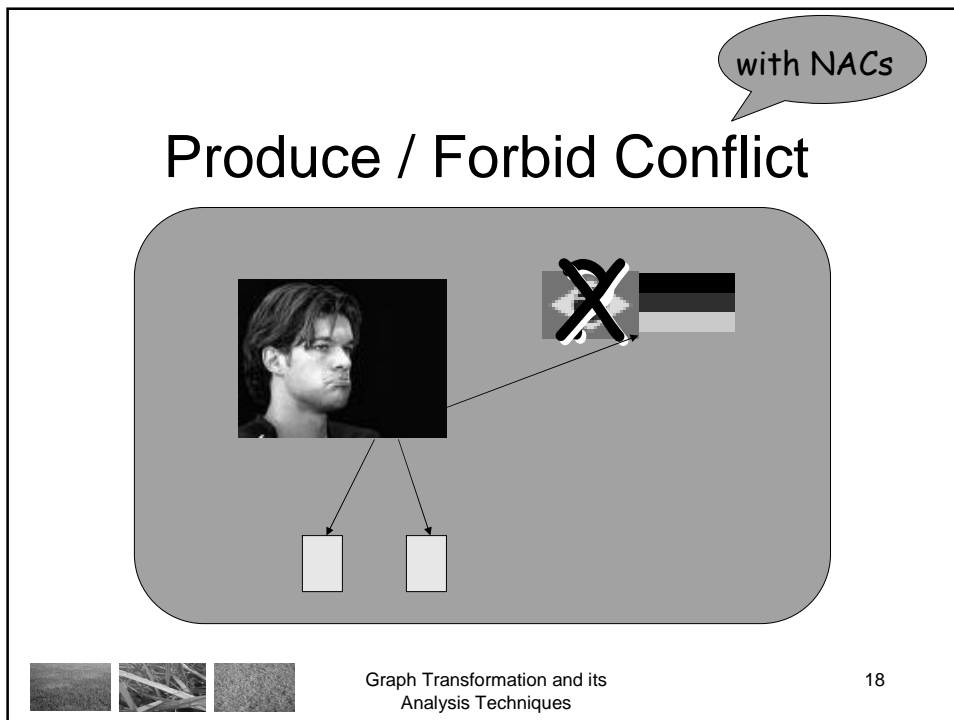 with NACs
Produce / Forbid Conflict
Graph Transformation and its
Analysis Techniques
18